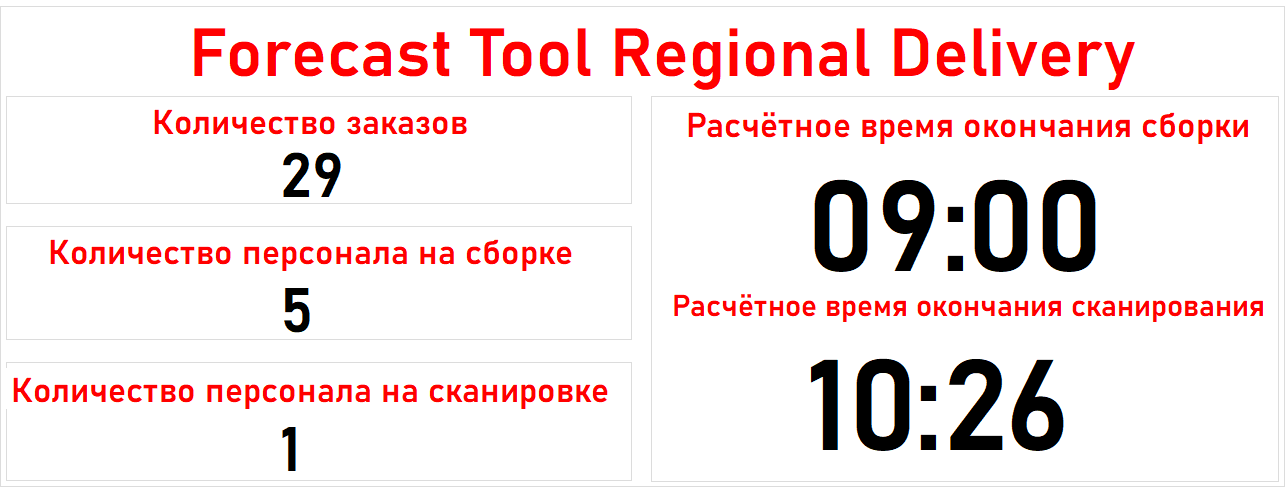 Forecast Tool Regional Delivery
Количество заказов
29
Количество персонала на сборке
5
Количество персонала на сканировке
1
Расчётное время окончания сборки
09:00
Расчётное время окончания сканирования
10:26